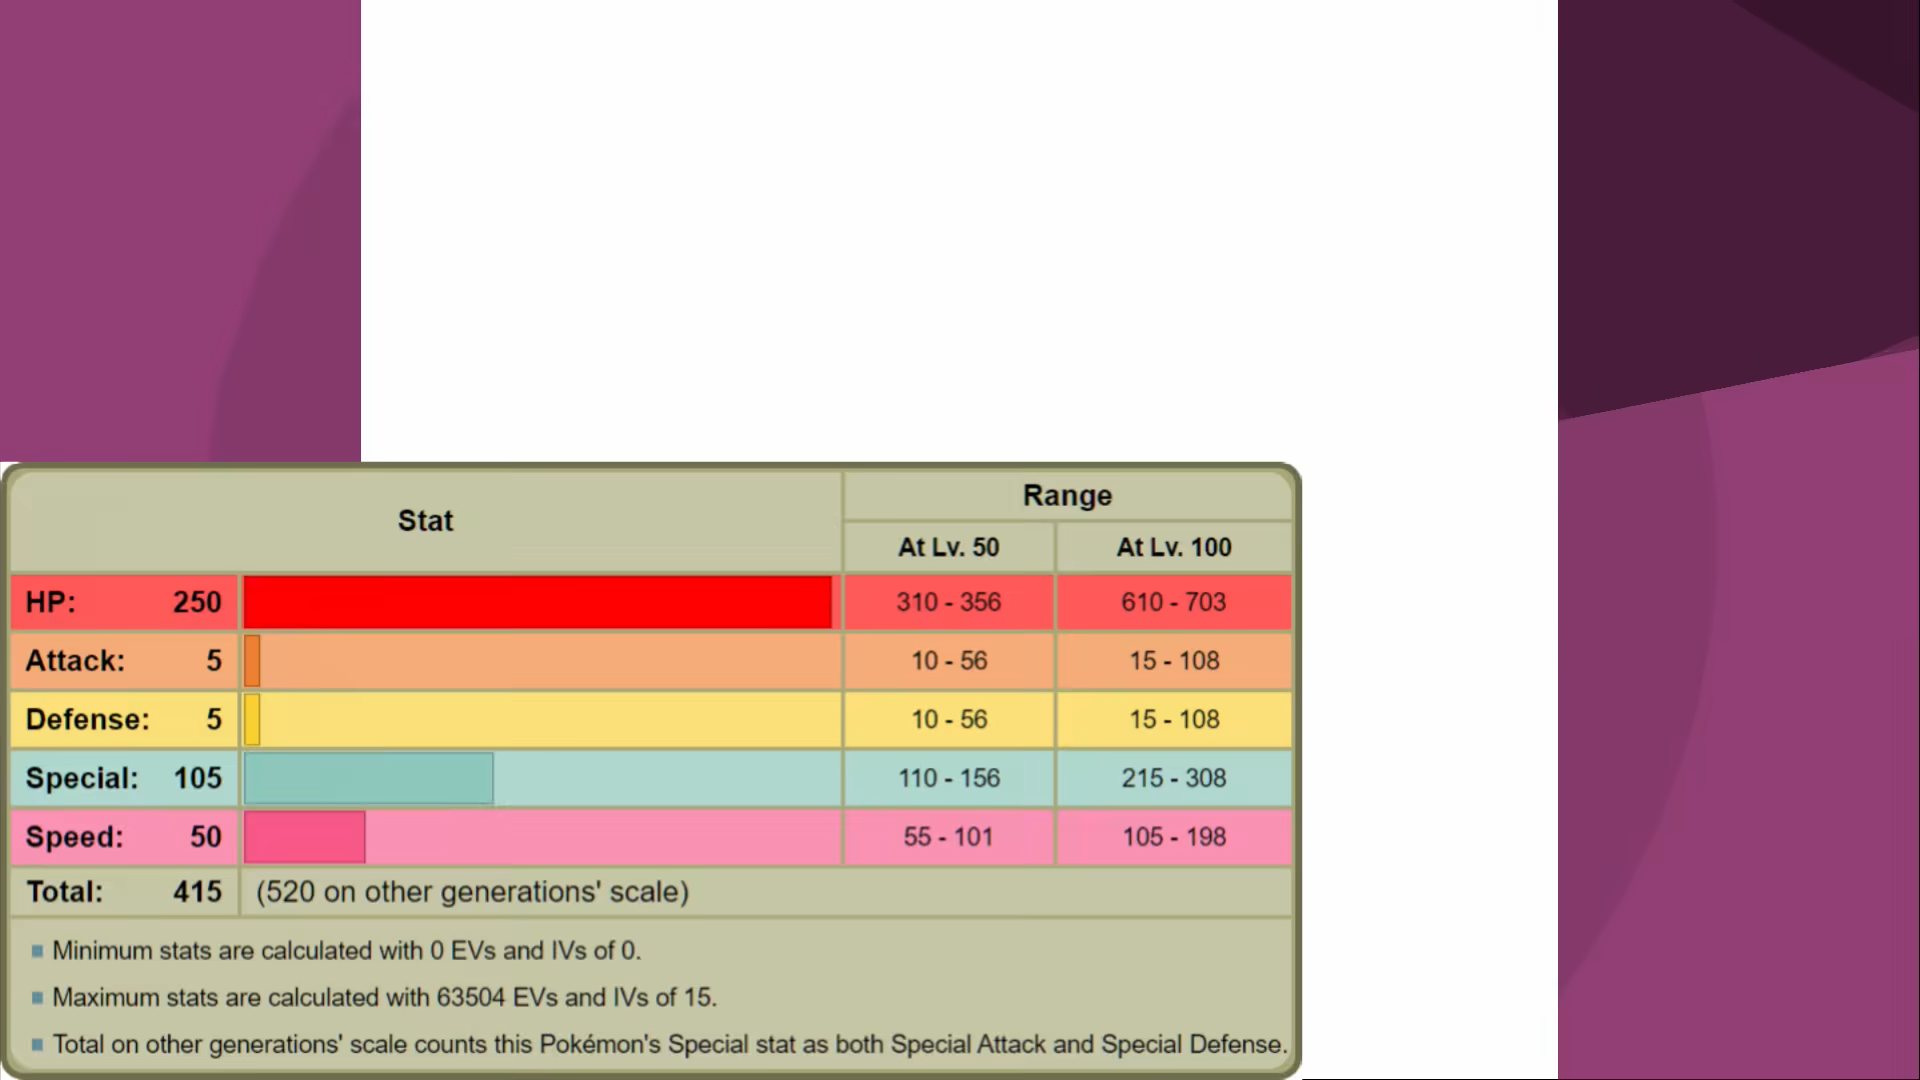 Stat Range
At Lv. 50 At Lv. 100
HP: 250 310 - 356 610 - 703
Attack: 5 10 - 56 15 - 108
Defense: 5 10 - 56 15 - 108
Special: 105 110 - 156 215 - 308
Speed: 50 55 - 101 105 - 198
Total: 415 (520 on other generations' scale)
Minimum stats are calculated with 0 EVs and IVs of 0.
Maximum stats are calculated with 63504 EVs and IVs of 15.
Total on other generations' scale counts this Pokémon's Special stat as both Special Attack and Special Defense.